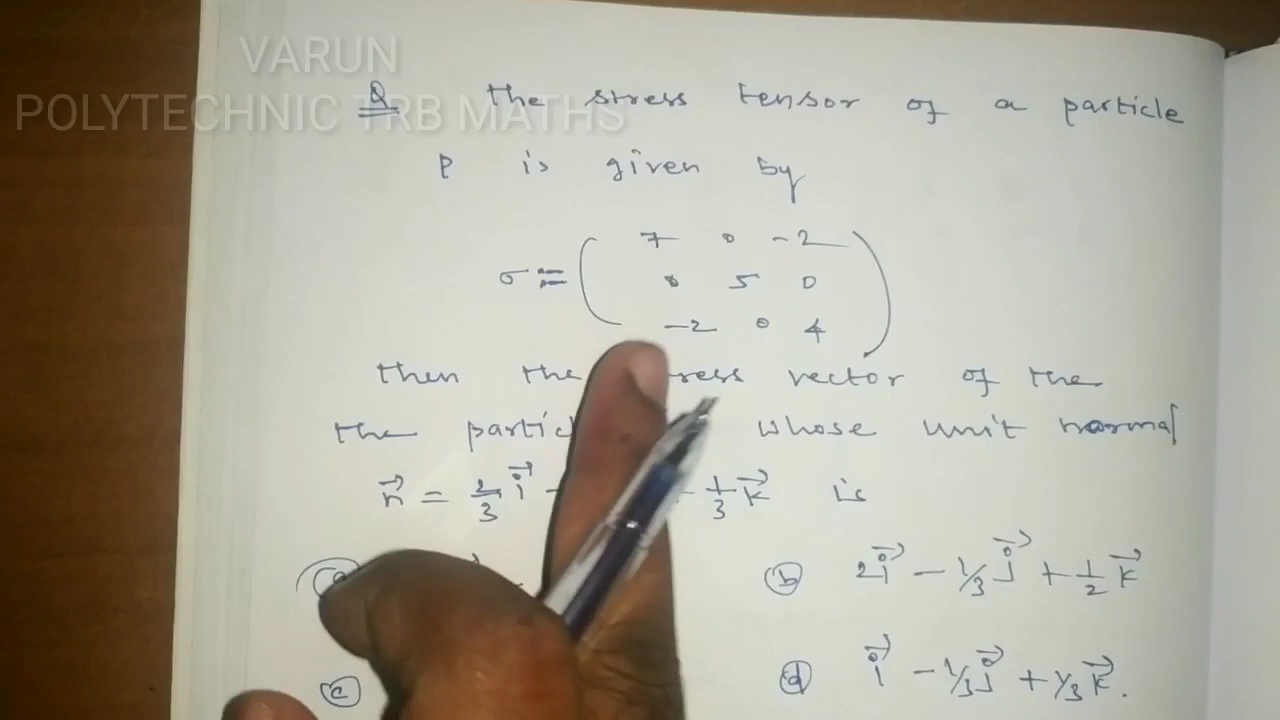 VARUN
POLYTECHNIC TRB MATHS
Q the stress tensor of a particle
P is given by
σ = ( 7 0 -2
0 5 0
-2 0 4 )
then the vector of the
the whose unit normal
n⃗ = 2/3 i⃗ - 1/3 k⃗ is
(b) 2i⃗ - 1/3 j⃗ + 1/2 k⃗
(c) (d) i⃗ - 1/3 j⃗ + 1/3 k⃗.